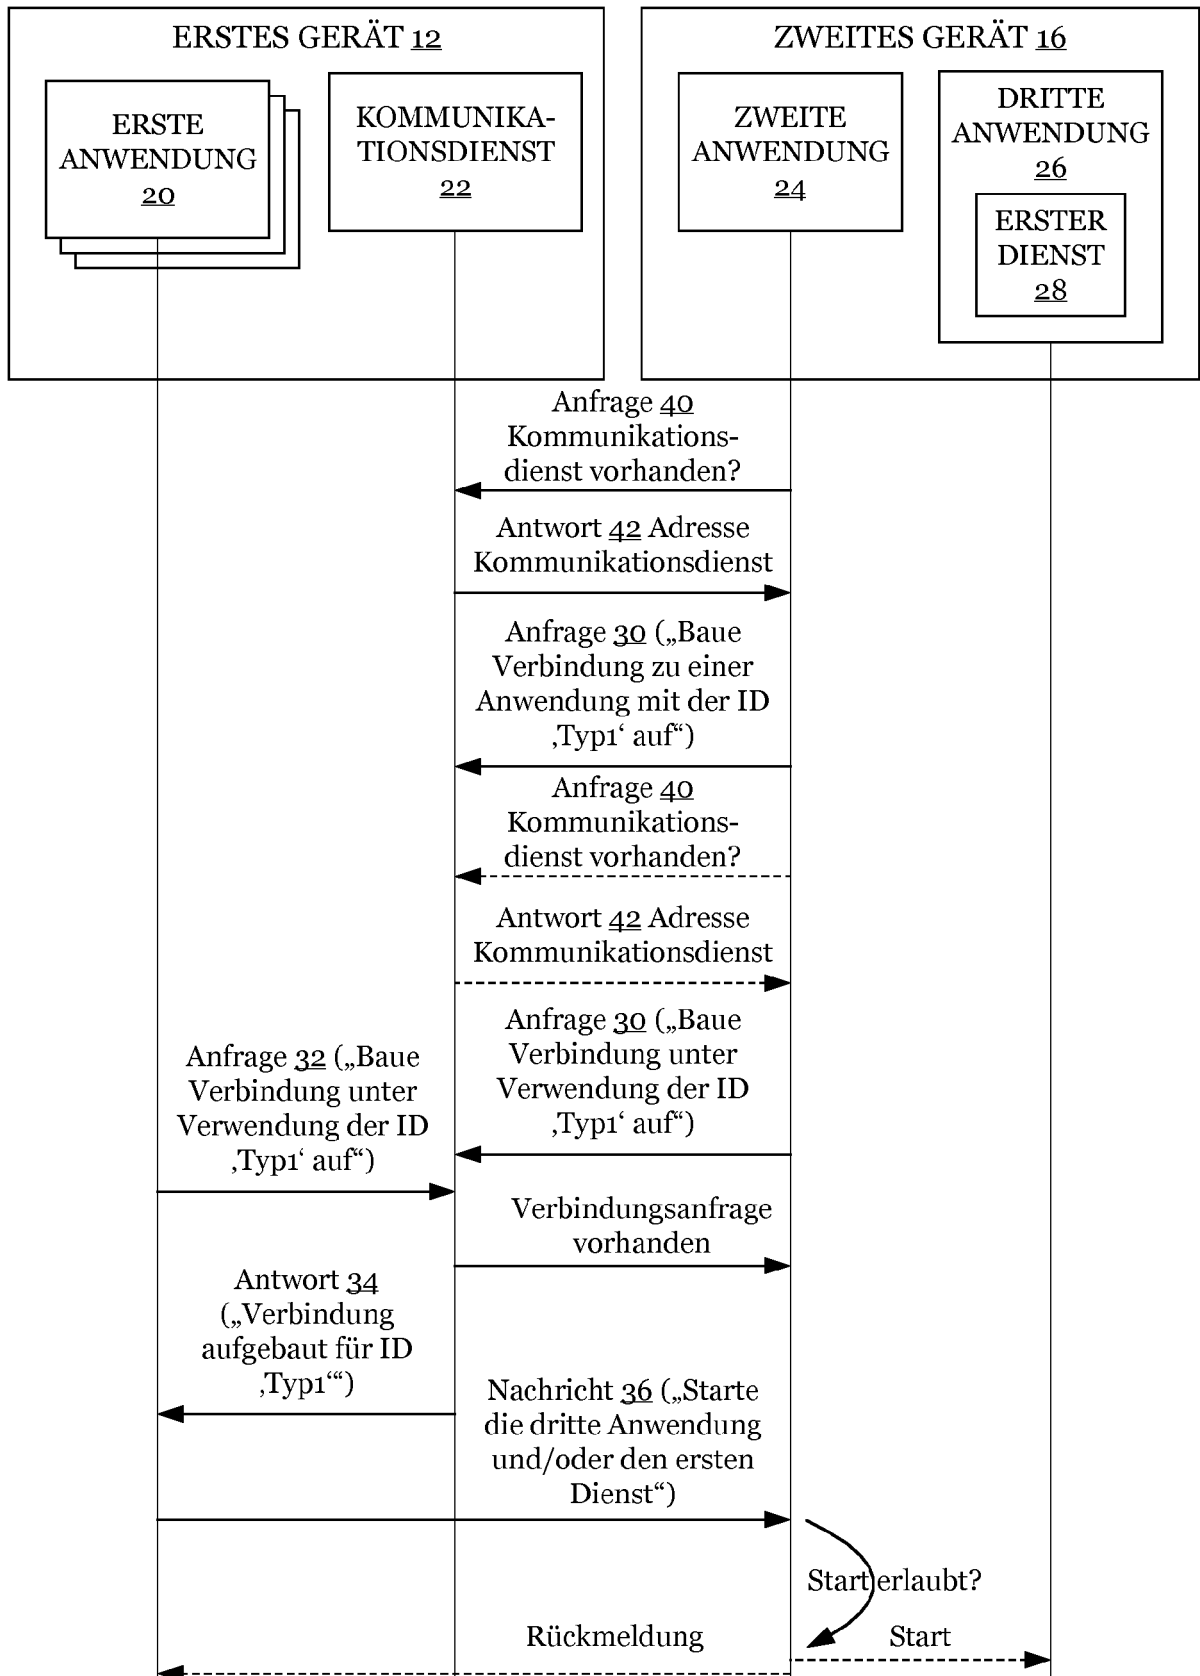 ERSTES GERÄT 12
ZWEITES GERÄT 16
ERSTE
ANWENDUNG
20
KOMMUNIKA-
TIONSDIENST
22
ZWEITE
ANWENDUNG
24
DRITTE
ANWENDUNG
26
ERSTER
DIENST
28
Anfrage 40
Kommunikations-
dienst vorhanden?
Antwort 42 Adresse
Kommunikationsdienst
Anfrage 30 („Baue
Verbindung zu einer
Anwendung mit der ID
‚Typ1‘ auf“)
Anfrage 40
Kommunikations-
dienst vorhanden?
Antwort 42 Adresse
Kommunikationsdienst
Anfrage 30 („Baue
Verbindung unter
Verwendung der ID
‚Typ1‘ auf“)
Anfrage 32 („Baue
Verbindung unter
Verwendung der ID
‚Typ1‘ auf“)
Verbindungsanfrage
vorhanden
Antwort 34
(„Verbindung
aufgebaut für ID
‚Typ1‘“)
Nachricht 36 („Starte
die dritte Anwendung
und/oder den ersten
Dienst“)
Start erlaubt?
Rückmeldung
Start